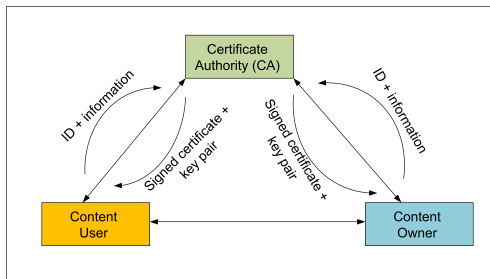 Certificate
Authority (CA)
ID + information
Signed certificate +
key pair
Signed certificate +
key pair
ID + information
Content
User
Content
Owner